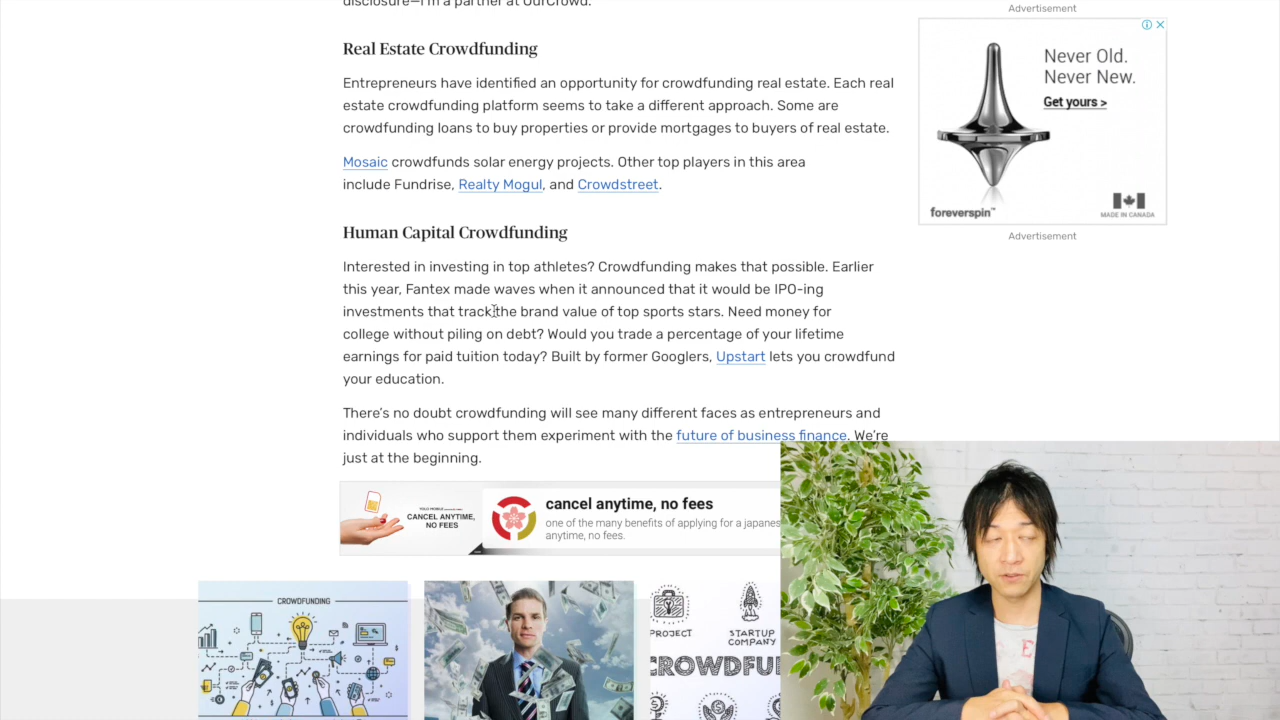 disclosure—I'm a partner at OurCrowd.
Real Estate Crowdfunding
Entrepreneurs have identified an opportunity for crowdfunding real estate. Each real
estate crowdfunding platform seems to take a different approach. Some are
crowdfunding loans to buy properties or provide mortgages to buyers of real estate.
Mosaic crowdfunds solar energy projects. Other top players in this area
include Fundrise, Realty Mogul, and Crowdstreet.
Human Capital Crowdfunding
Interested in investing in top athletes? Crowdfunding makes that possible. Earlier
this year, Fantex made waves when it announced that it would be IPO-ing
investments that track the brand value of top sports stars. Need money for
college without piling on debt? Would you trade a percentage of your lifetime
earnings for paid tuition today? Built by former Googlers, Upstart lets you crowdfund
your education.
There's no doubt crowdfunding will see many different faces as entrepreneurs and
individuals who support them experiment with the future of business finance. We're
just at the beginning.
Advertisement
Never Old.
Never New.
Get yours >
foreverspin™
MADE IN CANADA
Advertisement
CANCEL ANYTIME,
NO FEES
cancel anytime, no fees
one of the many benefits of applying for a japanes
anytime, no fees.
CROWDFUNDING
PROJECT
STARTUP
COMPANY
CROWDFU